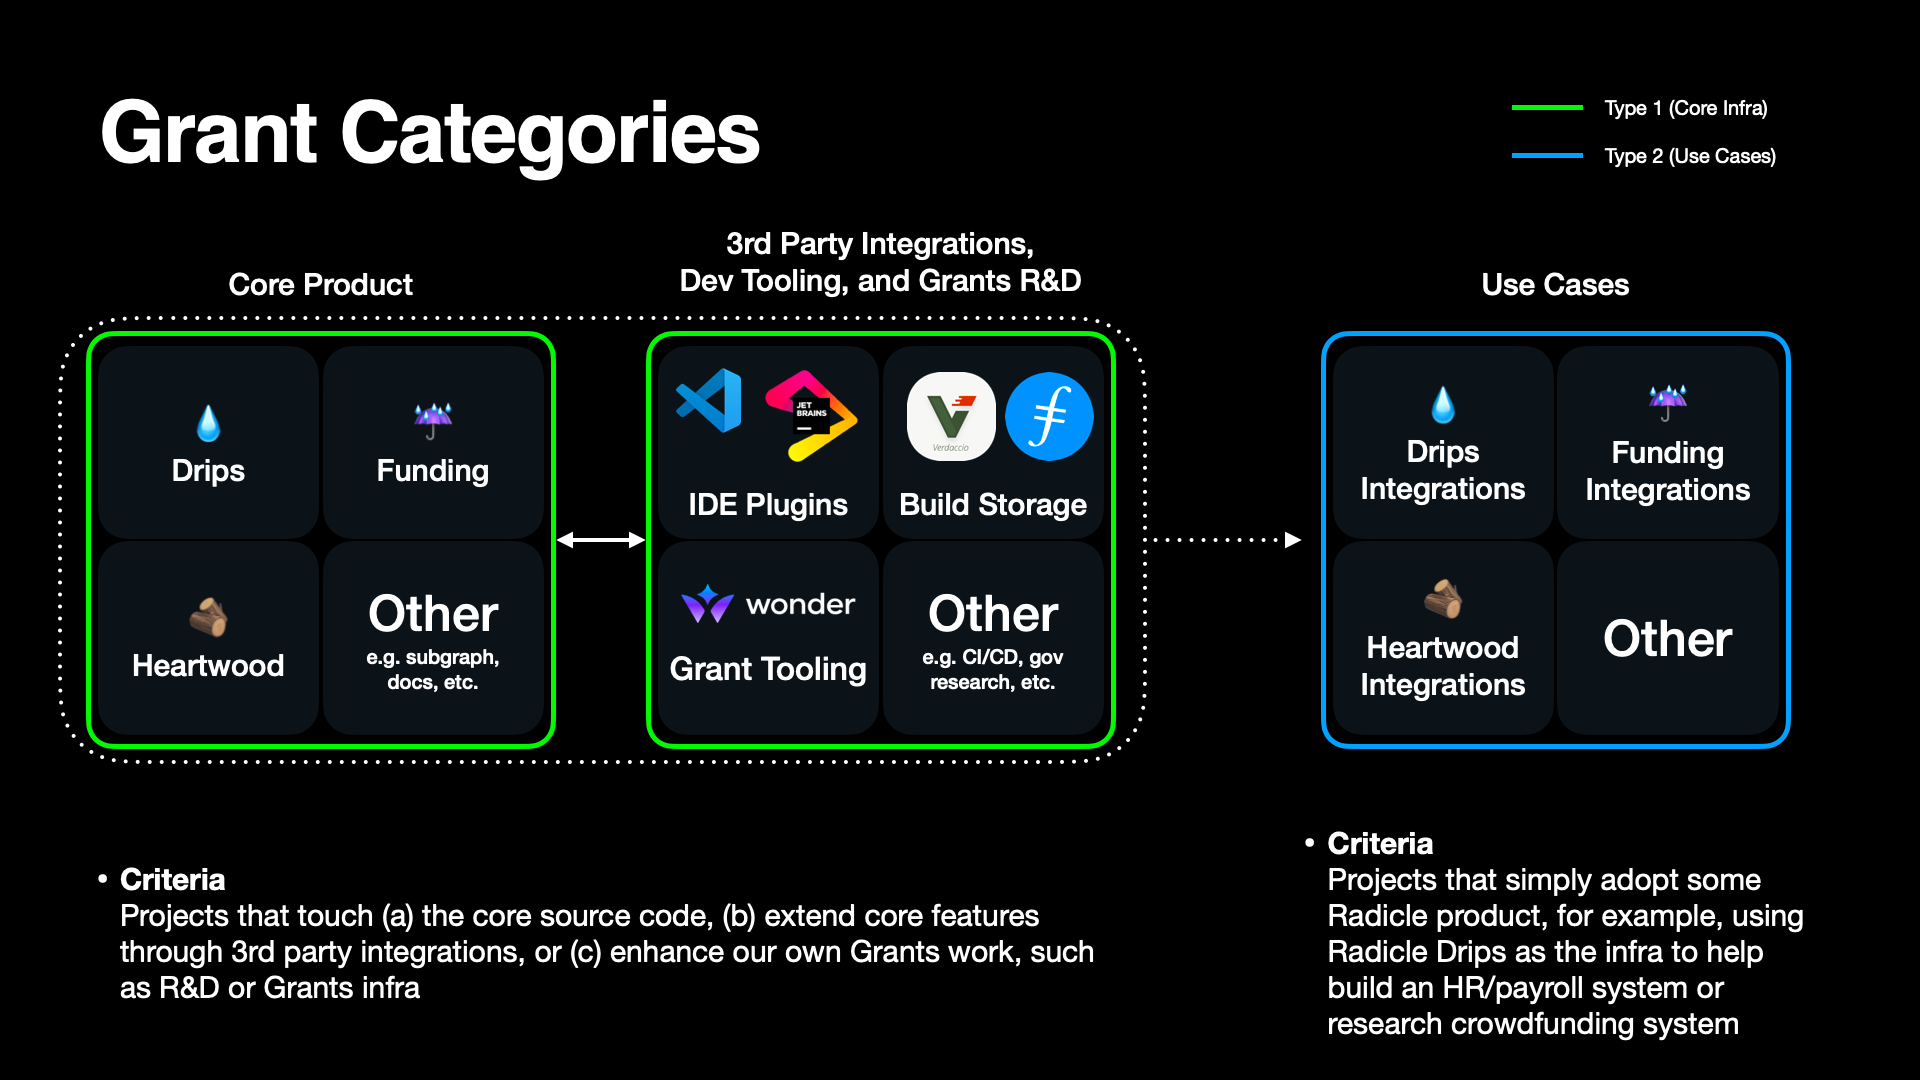 Grant Categories
Type 1 (Core Infra)
Type 2 (Use Cases)
Core Product
Drips
Funding
Heartwood
Other
e.g. subgraph,
docs, etc.
3rd Party Integrations,
Dev Tooling, and Grants R&D
JET
BRAINS
IDE Plugins
Verdaccio
Build Storage
wonder
Grant Tooling
Other
e.g. CI/CD, gov
research, etc.
Use Cases
Drips
Integrations
Funding
Integrations
Heartwood
Integrations
Other
• Criteria
Projects that touch (a) the core source code, (b) extend core features
through 3rd party integrations, or (c) enhance our own Grants work, such
as R&D or Grants infra
• Criteria
Projects that simply adopt some
Radicle product, for example, using
Radicle Drips as the infra to help
build an HR/payroll system or
research crowdfunding system